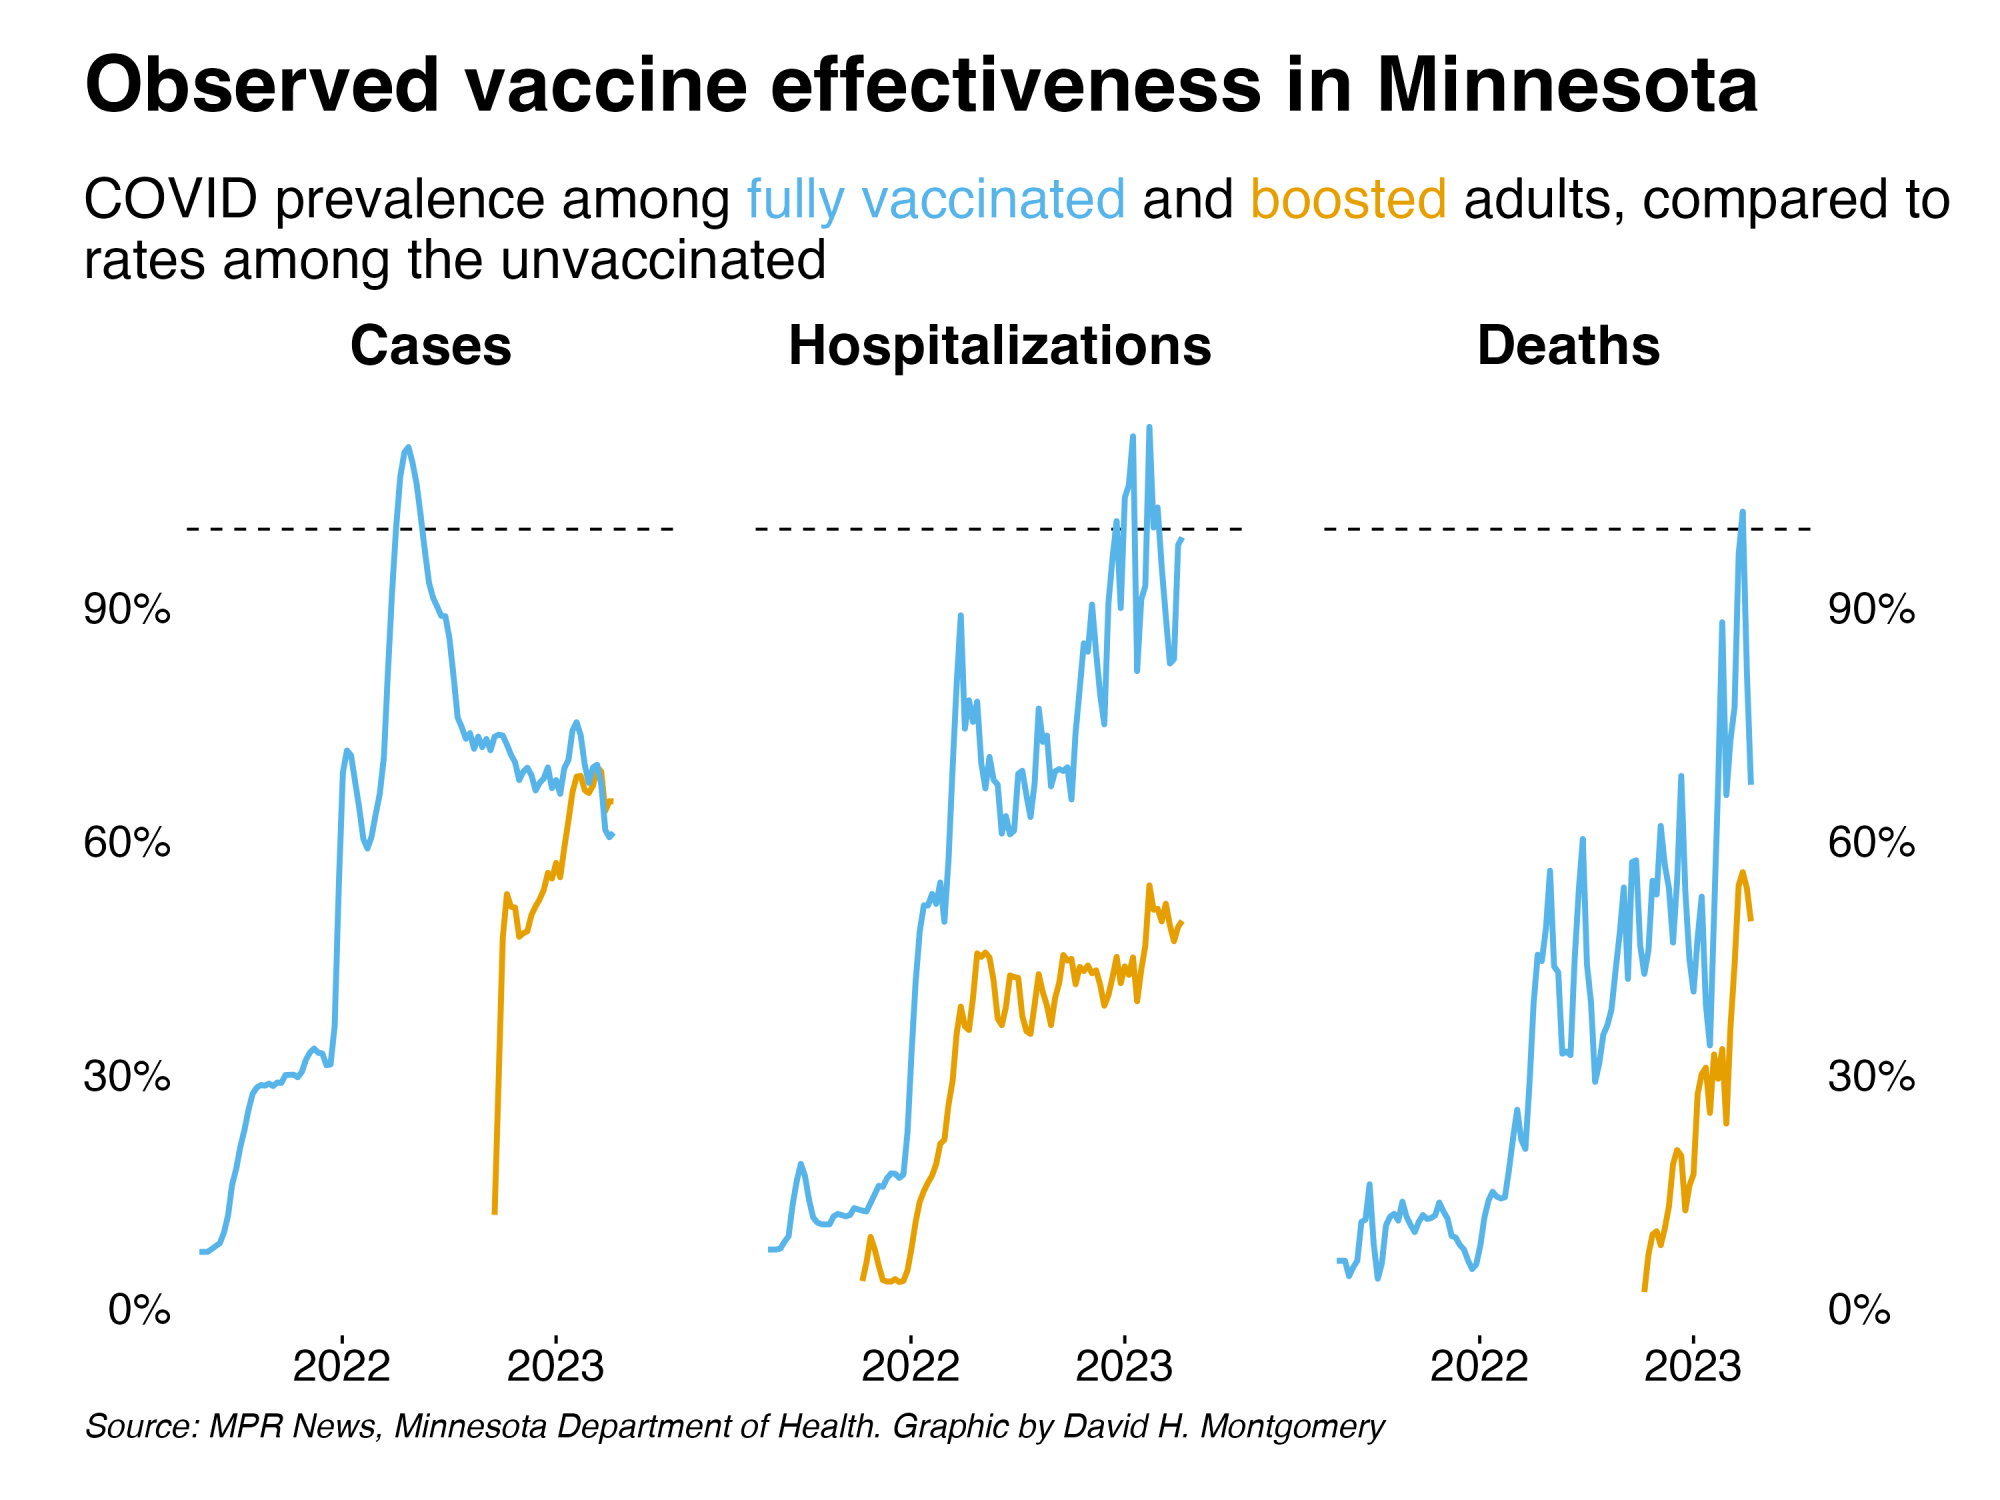 Observed vaccine effectiveness in Minnesota
COVID prevalence among fully vaccinated and boosted adults, compared to
rates among the unvaccinated
Cases
Hospitalizations
Deaths
90%
60%
30%
0%
90%
60%
30%
0%
2022
2023
2022
2023
2022
2023
Source: MPR News, Minnesota Department of Health. Graphic by David H. Montgomery